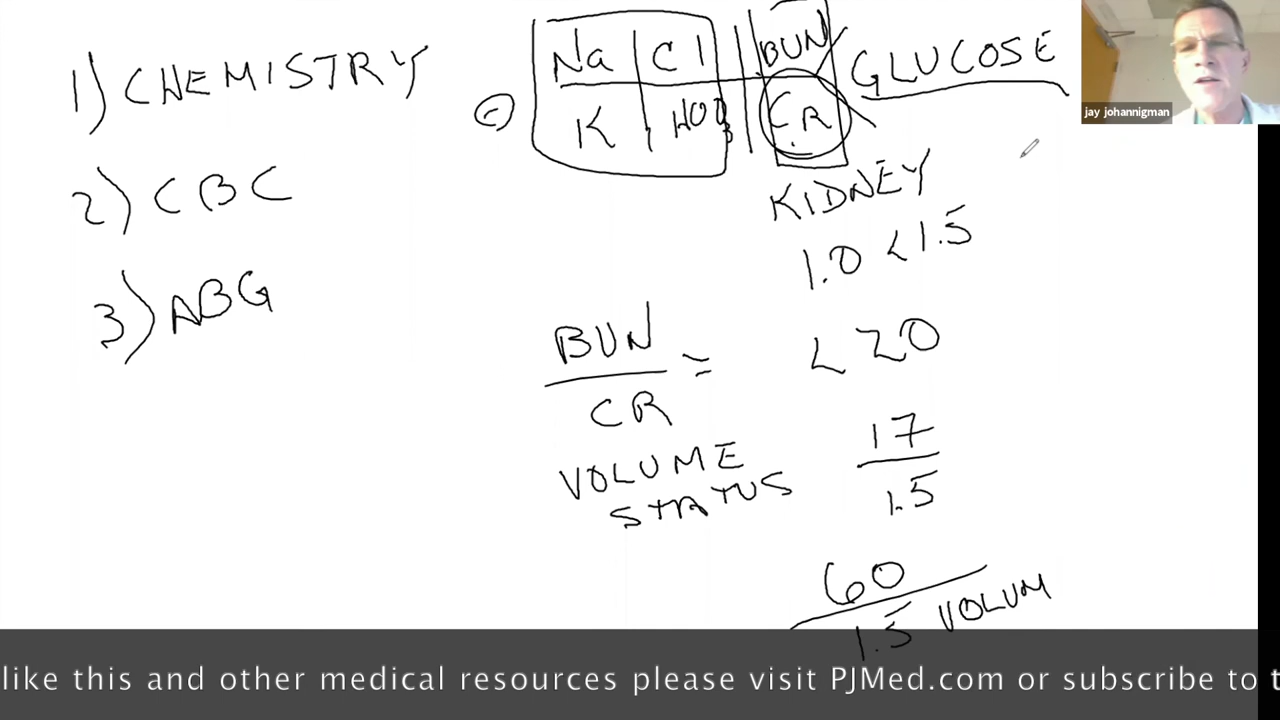 1) CHEMISTRY
2) CBC
3) ABG
Na Cl BUN GLUCOSE
K CR
KIDNEY
1.0 < 1.5
BUN
CR
= < 20
VOLUME
STATUS
17
1.5
60
1.5 VOLUM
jay johannigman
like this and other medical resources please visit PJMed.com or subscribe to t